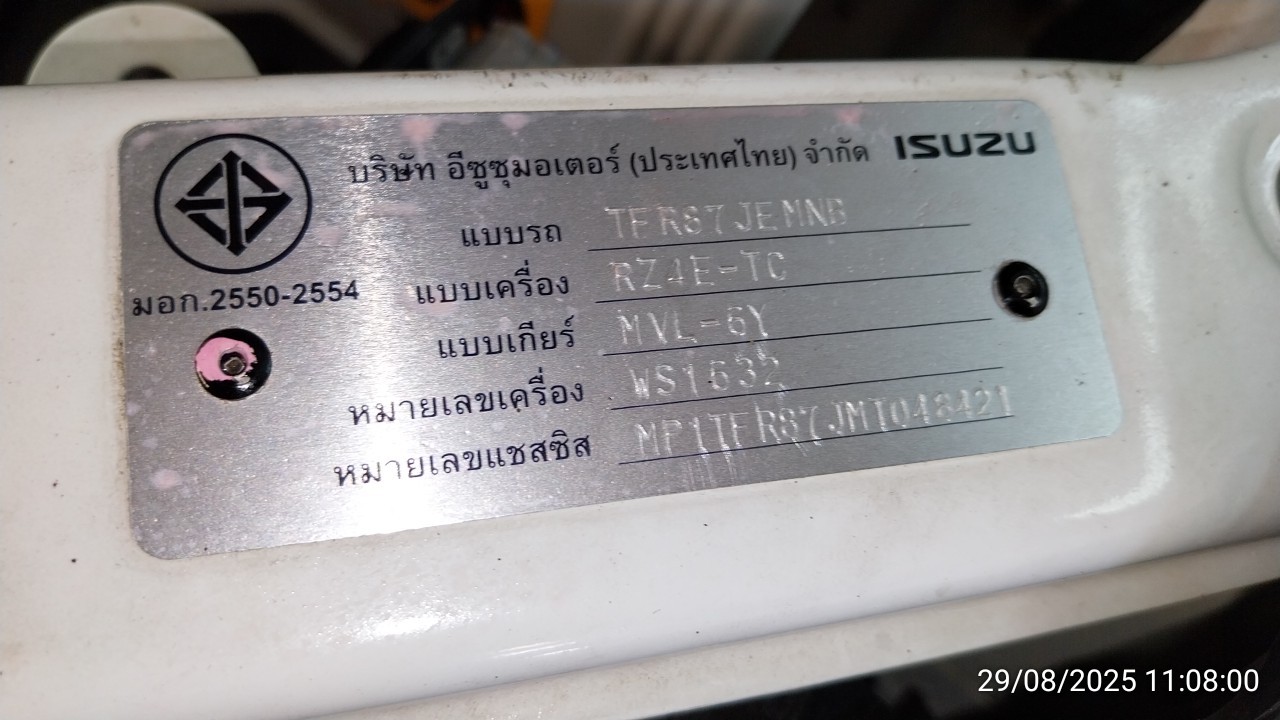 บริษัท อีซูซุมอเตอร์ (ประเทศไทย) จำกัด ISUZU
แบบรถ TFR87JEMNB
มอก.2550-2554
แบบเครื่อง RZ4E-TC
แบบเกียร์ MVL-6Y
หมายเลขเครื่อง WS1632
หมายเลขแชสซิส MP1TFR87JMT048421
29/08/2025 11:08:00